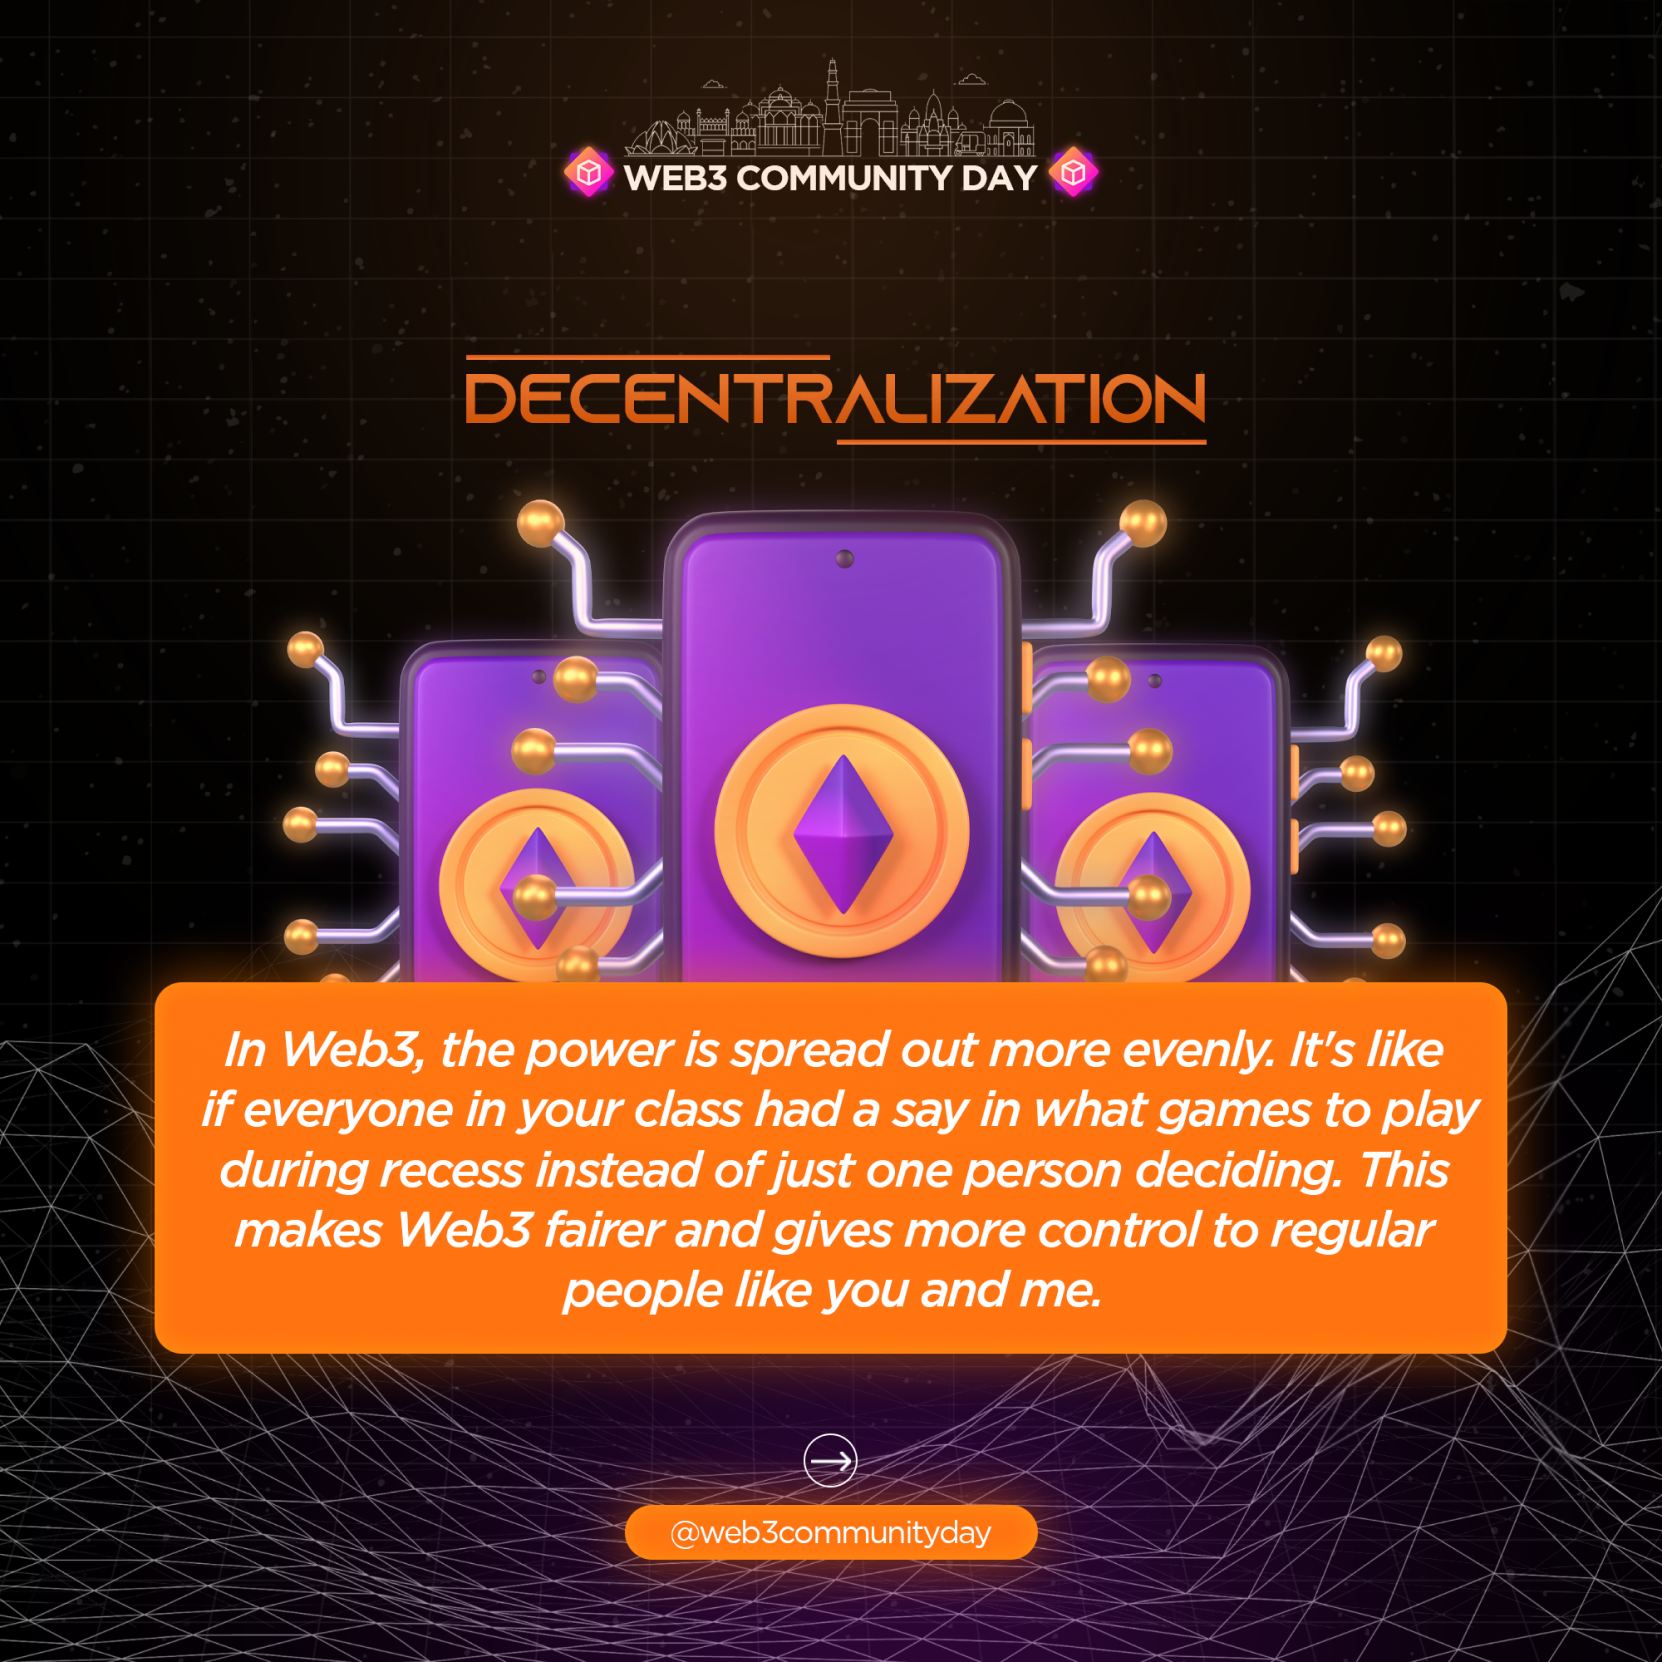 WEB3 COMMUNITY DAY
DECENTRALIZATION
In Web3, the power is spread out more evenly. It's like
if everyone in your class had a say in what games to play
during recess instead of just one person deciding. This
makes Web3 fairer and gives more control to regular
people like you and me.
@web3communityday